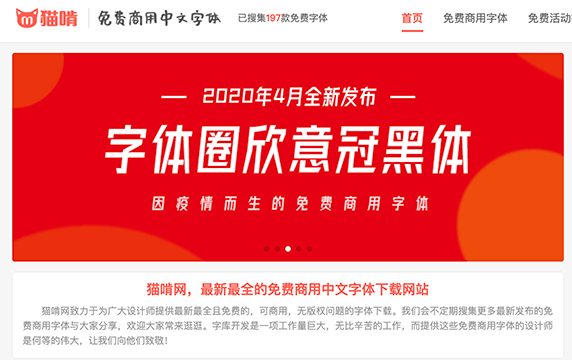 猫啃 免费商用中文字体 已搜集197款免费字体 首页 免费商用字体 免费活动
2020年4月全新发布
字体圈欣意冠黑体
因疫情而生的免费商用字体
猫啃网，最新最全的免费商用中文字体下载网站
猫啃网致力于为广大设计师提供最新最全且免费的，可商用，无版权问题的字体下载。我们会不定期搜集更多最新发布的免
费商用字体与大家分享，欢迎大家常来逛逛。字库开发是一项工作量巨大，无比辛苦的工作，而提供这些免费商用字体的设计师
是何等的伟大，让我们向他们致敬！